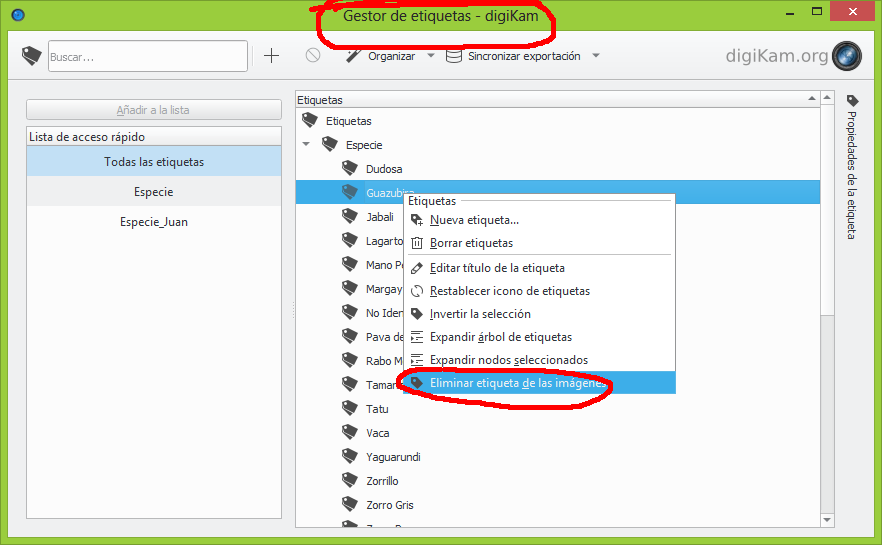 Gestor de etiquetas - digiKam
Buscar...
Organizar
Sincronizar exportación
digiKam.org
Añadir a la lista
Lista de acceso rápido
Todas las etiquetas
Especie
Especie_Juan
Etiquetas
Etiquetas
Especie
Dudosa
Guazubira
Jabali
Lagarto
Mano
Margay
No
Pava de
Rabo
Tatu
Vaca
Yaguarundi
Zorrillo
Zorro Gris
Etiquetas
Nueva etiqueta...
Borrar etiquetas
Editar título de la etiqueta
Restablecer icono de etiquetas
Invertir la selección
Expandir árbol de etiquetas
Expandir nodos seleccionados
Eliminar etiqueta de las imágenes
Propiedades de la etiqueta